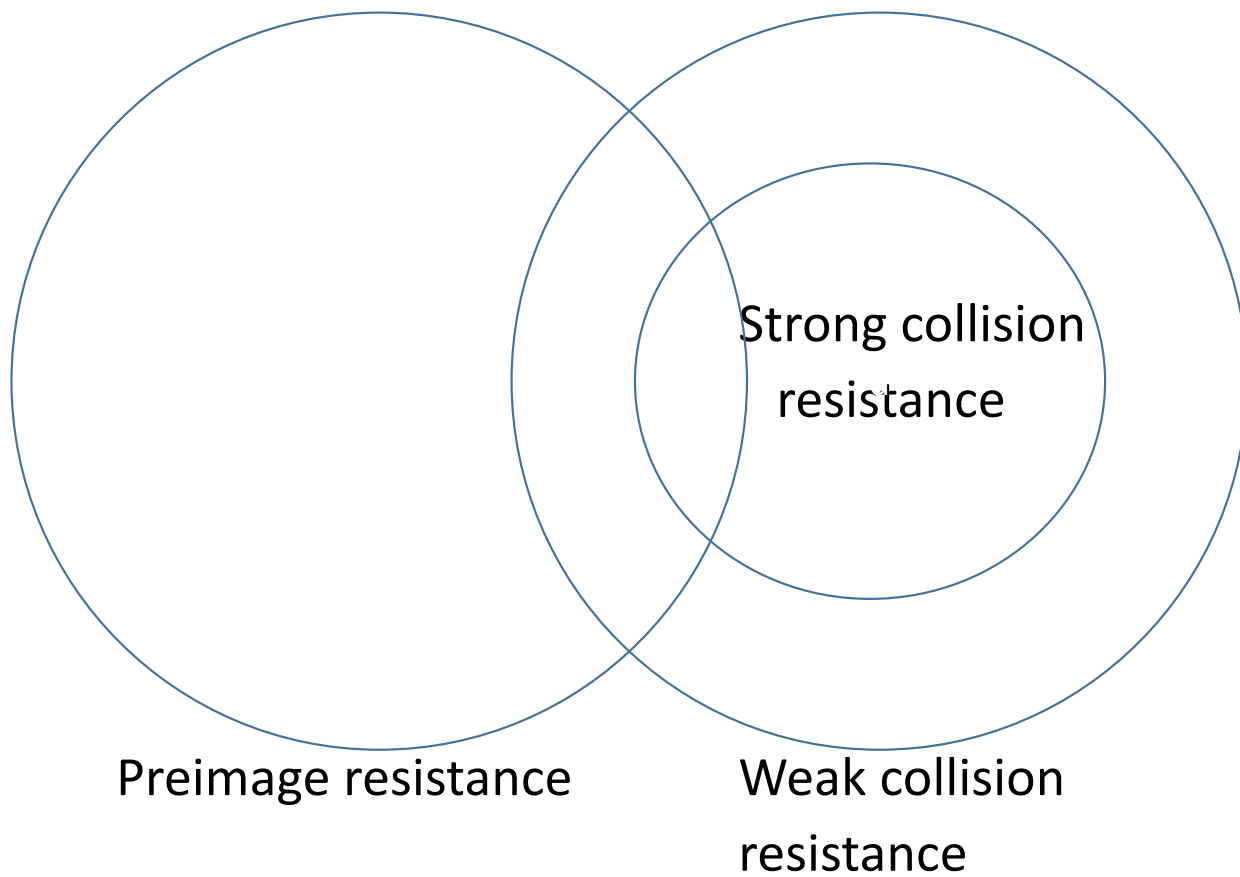 Strong collision
resistance
Preimage resistance
Weak collision
resistance